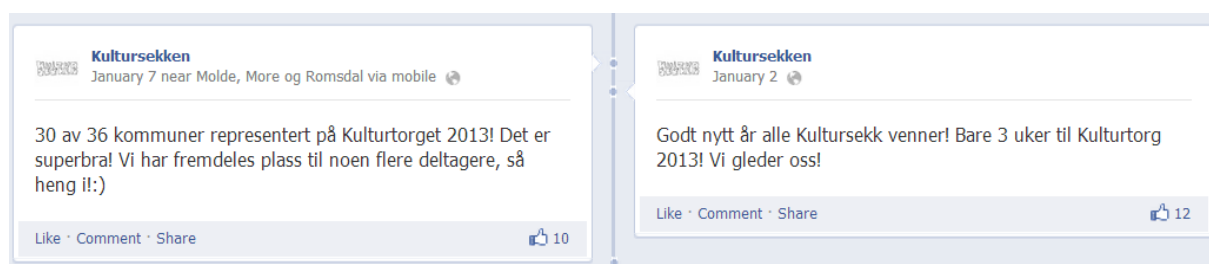 Kultursekken
January 7 near Molde, More og Romsdal via mobile
30 av 36 kommuner representert på Kulturtorget 2013! Det er
superbra! Vi har fremdeles plass til noen flere deltagere, så
heng i!:)
Like · Comment · Share
10
Kultursekken
January 2
Godt nytt år alle Kultursekk venner! Bare 3 uker til Kulturtorg
2013! Vi gleder oss!
Like · Comment · Share
12